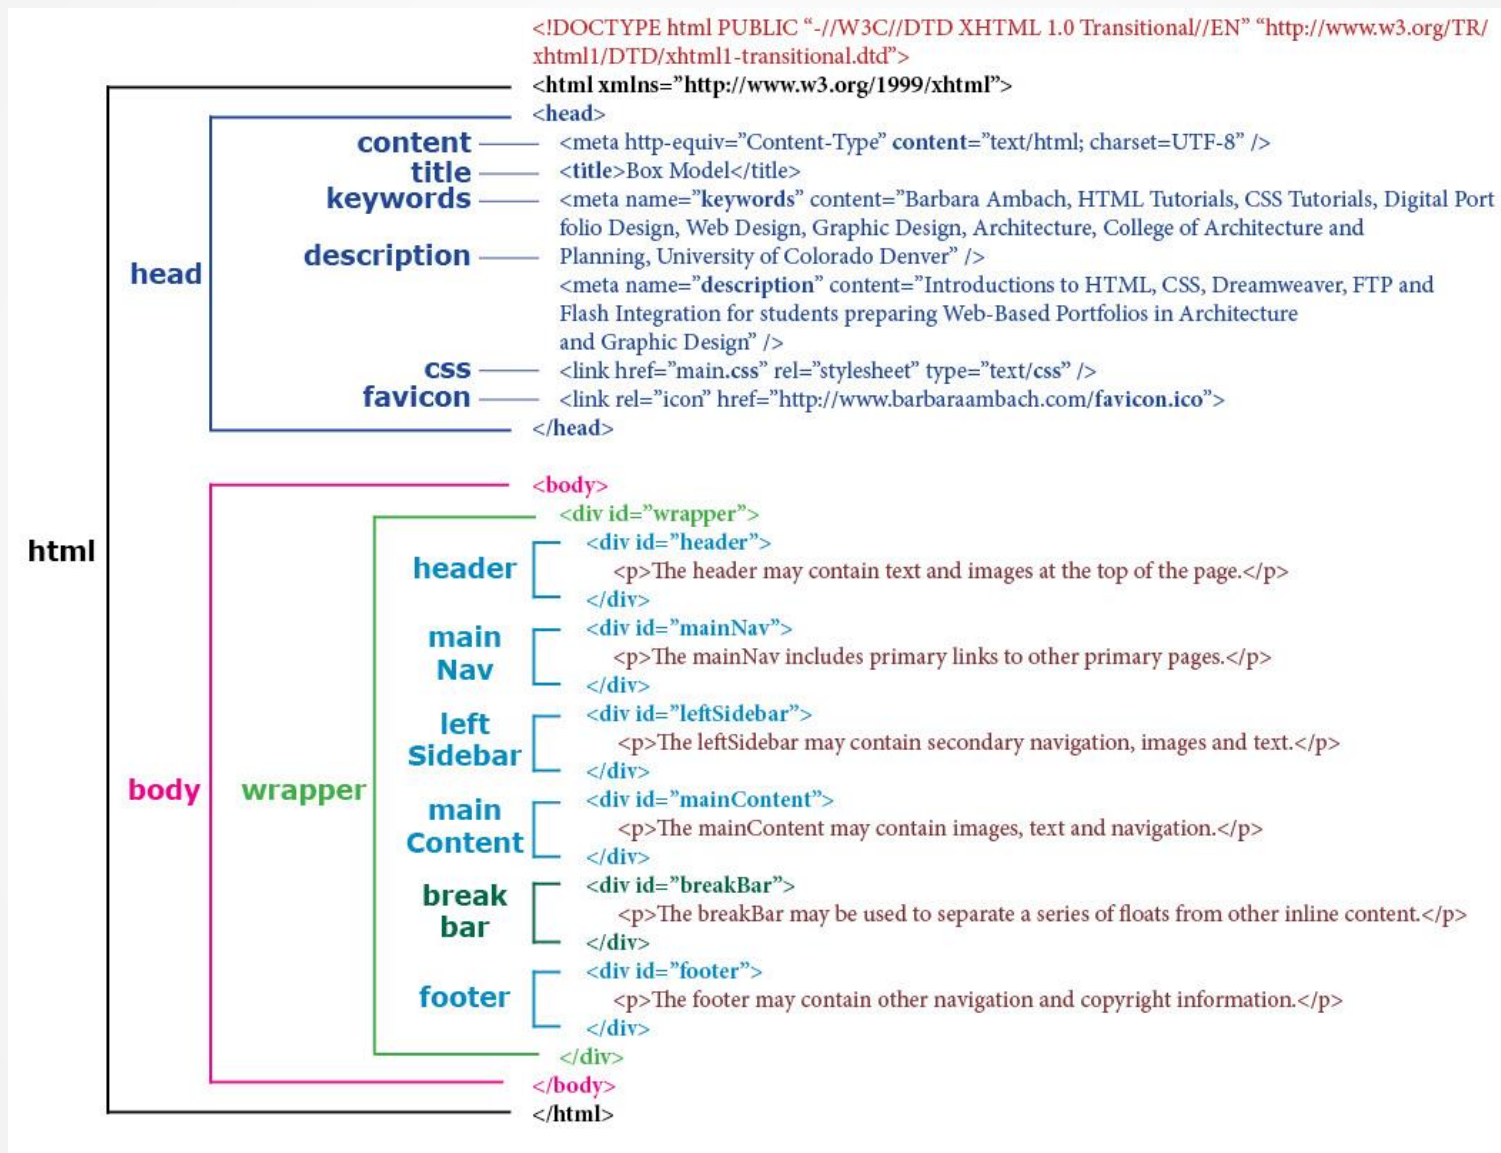 <!DOCTYPE html PUBLIC “-//W3C//DTD XHTML 1.0 Transitional//EN” “http://www.w3.org/TR/
xhtml1/DTD/xhtml1-transitional.dtd”>
<html xmlns=”http://www.w3.org/1999/xhtml”>
<head>
content <meta http-equiv=”Content-Type” content=”text/html; charset=UTF-8” />
title <title>Box Model</title>
keywords <meta name=”keywords” content=”Barbara Ambach, HTML Tutorials, CSS Tutorials, Digital Port
folio Design, Web Design, Graphic Design, Architecture, College of Architecture and
description Planning, University of Colorado Denver” />
head <meta name=”description” content=”Introductions to HTML, CSS, Dreamweaver, FTP and
Flash Integration for students preparing Web-Based Portfolios in Architecture
and Graphic Design” />
css <link href=”main.css” rel=”stylesheet” type=”text/css” />
favicon <link rel=”icon” href=”http://www.barbaraambach.com/favicon.ico”>
</head>
<body>
<div id=”wrapper”>
html <div id=”header”>
header <p>The header may contain text and images at the top of the page.</p>
</div>
main <div id=”mainNav”>
Nav <p>The mainNav includes primary links to other primary pages.</p>
</div>
left <div id=”leftSidebar”>
Sidebar <p>The leftSidebar may contain secondary navigation, images and text.</p>
</div>
body wrapper <div id=”mainContent”>
main <p>The mainContent may contain images, text and navigation.</p>
Content </div>
break <div id=”breakBar”>
bar <p>The breakBar may be used to separate a series of floats from other inline content.</p>
</div>
<div id=”footer”>
footer <p>The footer may contain other navigation and copyright information.</p>
</div>
</div>
</body>
</html>